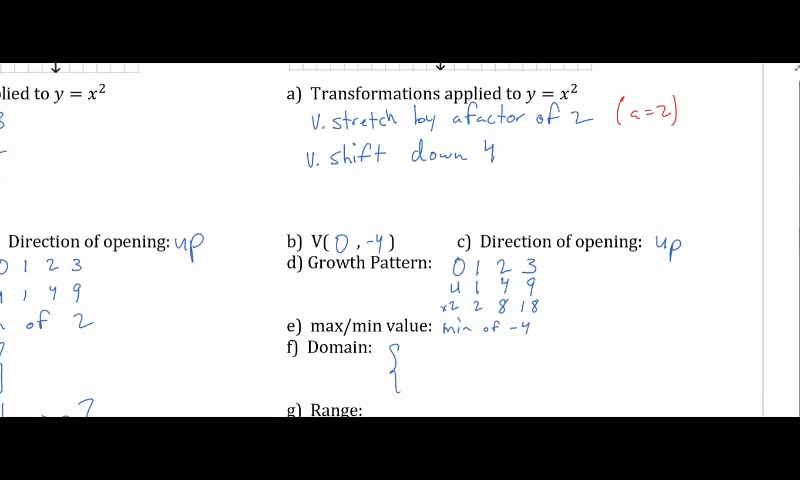 lied to y = x²
3
Direction of opening: up
0 1 2 3
1 4 9
of 2
a) Transformations applied to y = x²
v. stretch by a factor of 2 (a=2)
v. shift down 4
b) V( 0 , -4 ) c) Direction of opening: up
d) Growth Pattern: 0 1 2 3
u 1 4 9
x2 2 8 18
e) max/min value: min of -4
f) Domain: {
g) Range: